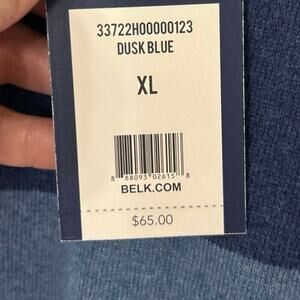 33722H00000123
DUSK BLUE
XL
8 88093 02615 8
BELK.COM
$65.00